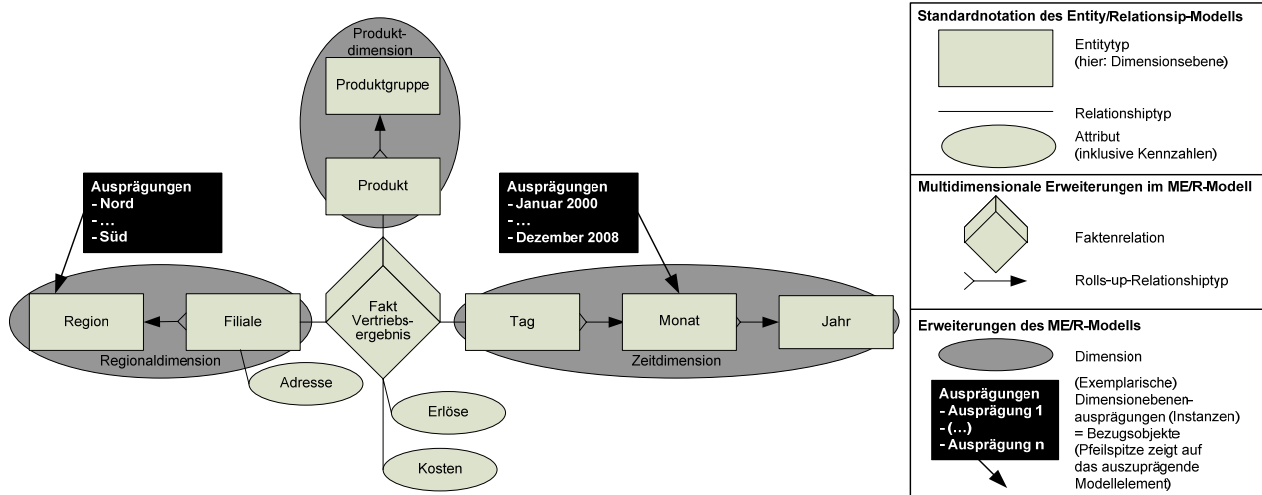 Produkt-
dimension
Produktgruppe
Produkt
Ausprägungen
- Nord
- ...
- Süd
Ausprägungen
- Januar 2000
- ...
- Dezember 2008
Region
Filiale
Regionaldimension
Fakt
Vertriebs-
ergebnis
Tag
Monat
Jahr
Zeitdimension
Adresse
Erlöse
Kosten
Standardnotation des Entity/Relationsip-Modells
Entitytyp
(hier: Dimensionsebene)
Relationshiptyp
Attribut
(inklusive Kennzahlen)
Multidimensionale Erweiterungen im ME/R-Modell
Faktenrelation
Rolls-up-Relationshiptyp
Erweiterungen des ME/R-Modells
Dimension
Ausprägungen
- Ausprägung 1
- (...)
- Ausprägung n
(Exemplarische)
Dimensionebenen-
ausprägungen (Instanzen)
= Bezugsobjekte
(Pfeilspitze zeigt auf
das auszuprägende
Modellelement)